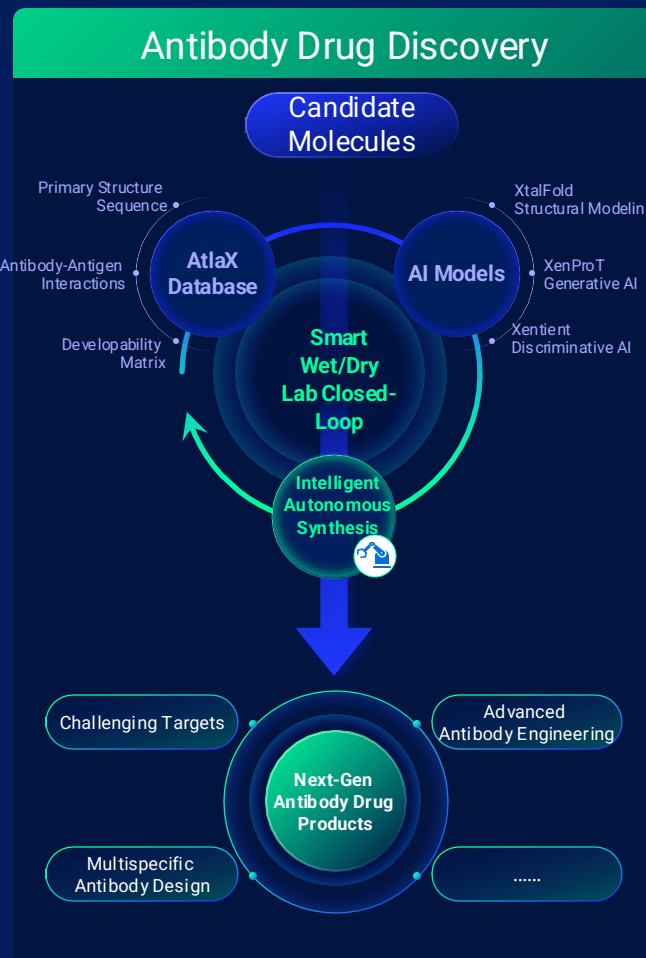 Antibody Drug Discovery
Candidate
Molecules
Primary Structure
Sequence
Antibody-Antigen
Interactions
Developability
Matrix
AtlaX
Database
AI Models
XtalFold
Structural Modelin
XenProT
Generative AI
Xentient
Discriminative AI
Smart
Wet/Dry
Lab Closed-
Loop
Intelligent
Autonomous
Synthesis
Challenging Targets
Advanced
Antibody Engineering
Next-Gen
Antibody Drug
Products
Multispecific
Antibody Design
......